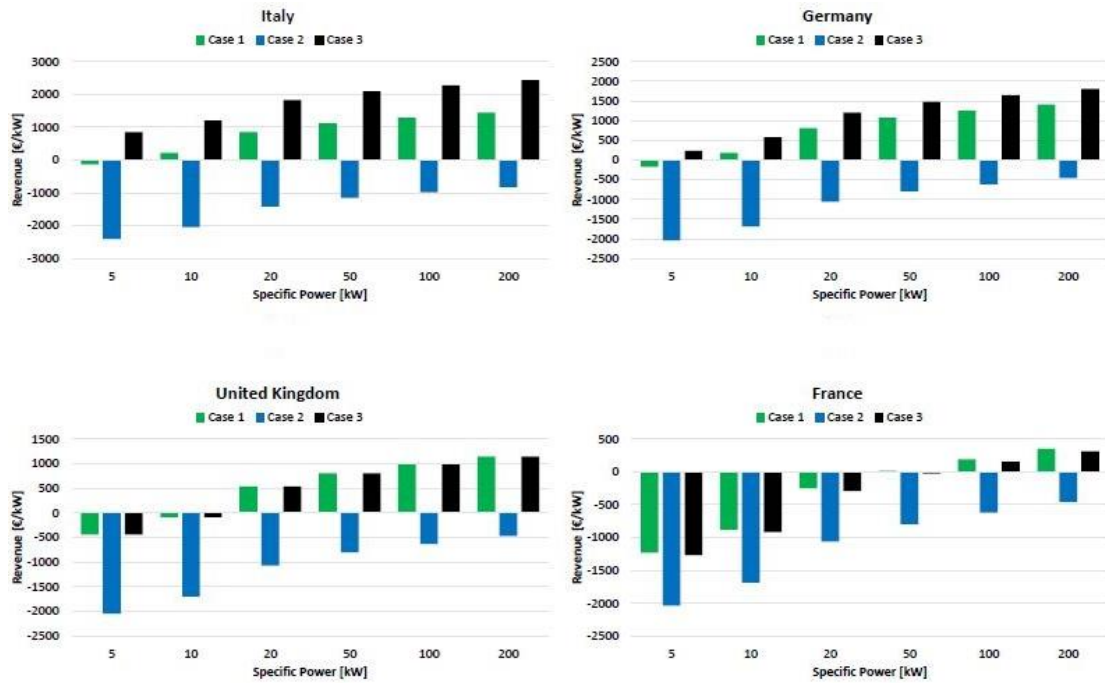 Italy
Case 1 Case 2 Case 3
Revenue [€/kW]
3000
2000
1000
0
-1000
-2000
-3000
5 10 20 50 100 200
Specific Power [kW]
Germany
Case 1 Case 2 Case 3
Revenue [€/kW]
2500
2000
1500
1000
500
0
-500
-1000
-1500
-2000
-2500
5 10 20 50 100 200
Specific Power [kW]
United Kingdom
Case 1 Case 2 Case 3
Revenue [€/kW]
1500
1000
500
0
-500
-1000
-1500
-2000
-2500
5 10 20 50 100 200
Specific Power [kW]
France
Case 1 Case 2 Case 3
Revenue [€/kW]
500
0
-500
-1000
-1500
-2000
-2500
5 10 20 50 100 200
Specific Power [kW]